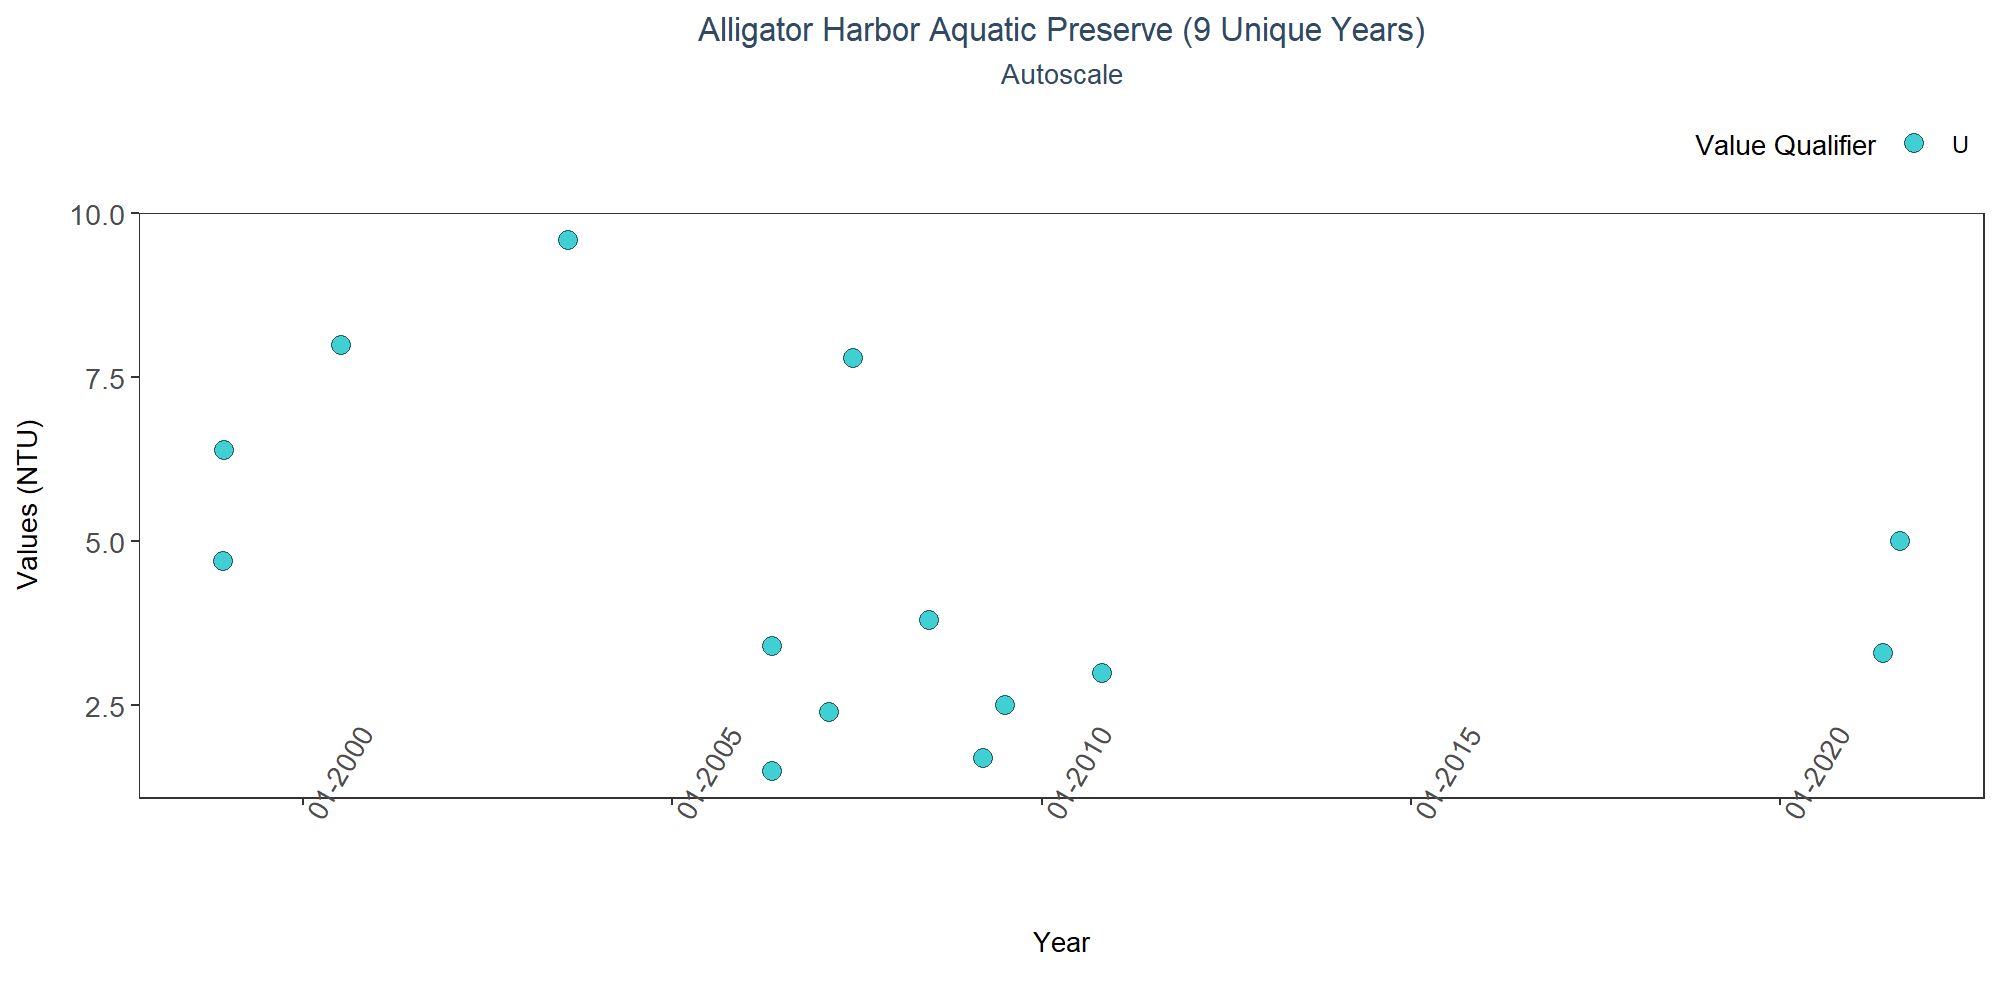 Alligator Harbor Aquatic Preserve (9 Unique Years)
Autoscale
Value Qualifier U
10.0
7.5
5.0
2.5
Values (NTU)
01-2000
01-2005
01-2010
01-2015
01-2020
Year